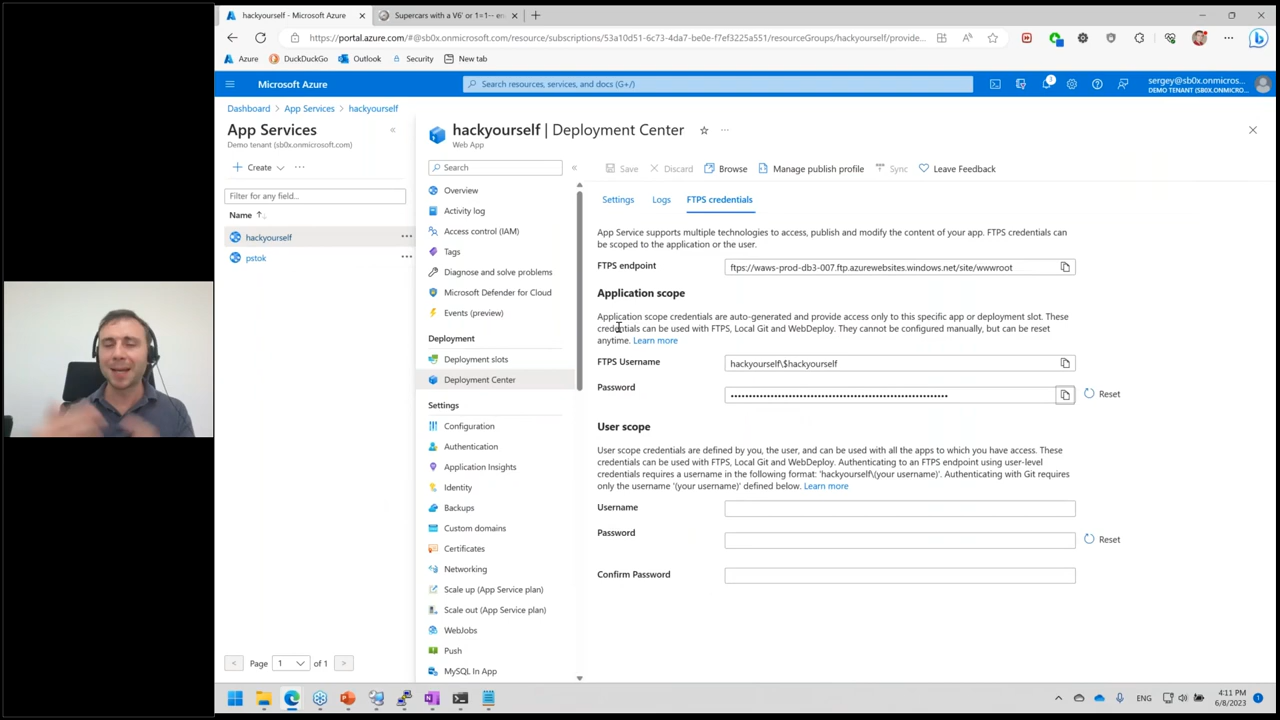 hackyourself - Microsoft Azure
Supercars with a V6' or 1=1-- en
https://portal.azure.com/#@sb0x.onmicrosoft.com/resource/subscriptions/53a10d51-6c73-4da7-be0e-f7ef3225a551/resourceGroups/hackyourself/provide...
Azure
DuckDuckGo
Outlook
Security
New tab
Microsoft Azure
Search resources, services, and docs (G+/)
1
sergey@sb0x.onmicros...
DEMO TENANT (SB0X.ONMICRO...
Dashboard > App Services > hackyourself
App Services
Demo tenant (sb0x.onmicrosoft.com)
Create
Filter for any field...
Name ↑
hackyourself
pstok
< Page 1 of 1 >
hackyourself | Deployment Center
Web App
Search
Overview
Activity log
Access control (IAM)
Tags
Diagnose and solve problems
Microsoft Defender for Cloud
Events (preview)
Deployment
Deployment slots
Deployment Center
Settings
Configuration
Authentication
Application Insights
Identity
Backups
Custom domains
Certificates
Networking
Scale up (App Service plan)
Scale out (App Service plan)
WebJobs
Push
MySQL In App
Save Discard Browse Manage publish profile Sync Leave Feedback
Settings Logs FTPS credentials
App Service supports multiple technologies to access, publish and modify the content of your app. FTPS credentials can
be scoped to the application or the user.
FTPS endpoint ftps://waws-prod-db3-007.ftp.azurewebsites.windows.net/site/wwwroot
Application scope
Application scope credentials are auto-generated and provide access only to this specific app or deployment slot. These
credentials can be used with FTPS, Local Git and WebDeploy. They cannot be configured manually, but can be reset
anytime. Learn more
FTPS Username hackyourself\$hackyourself
Password Reset
User scope
User scope credentials are defined by you, the user, and can be used with all the apps to which you have access. These
credentials can be used with FTPS, Local Git and WebDeploy. Authenticating to an FTPS endpoint using user-level
credentials requires a username in the following format: 'hackyourself\(your username)'. Authenticating with Git requires
only the username '(your username)' defined below. Learn more
Username
Password Reset
Confirm Password
ENG
4:11 PM
6/8/2023
1